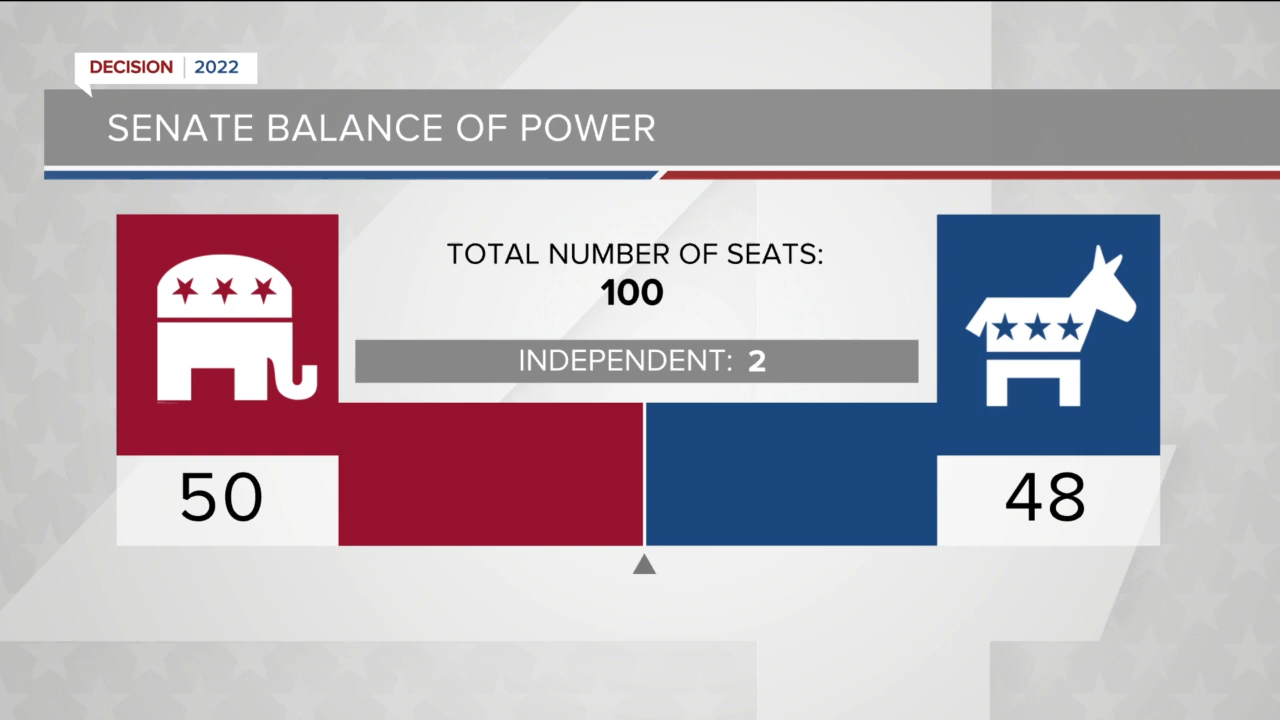 DECISION | 2022
SENATE BALANCE OF POWER
TOTAL NUMBER OF SEATS:
100
INDEPENDENT: 2
50
48